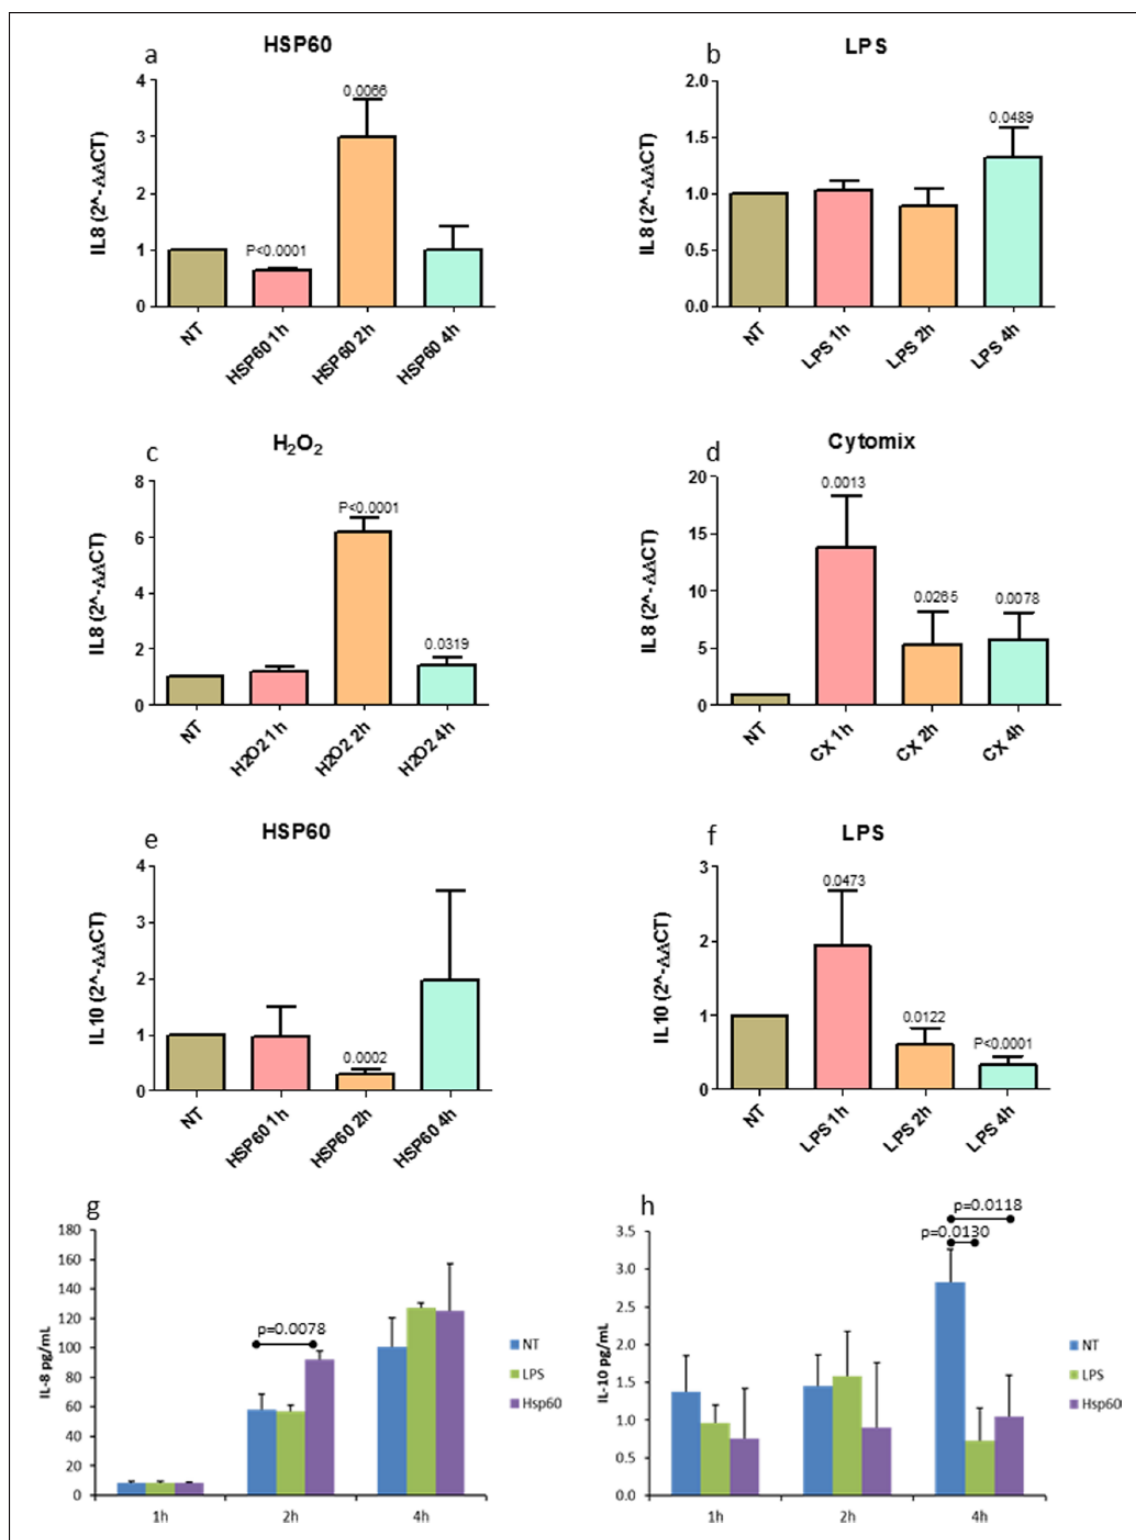 a
HSP60
IL8 (2^-ΔΔCT)
4
3
2
1
0
0.0066
P<0.0001
NT
HSP60 1h
HSP60 2h
HSP60 4h
b
LPS
IL8 (2^-ΔΔCT)
2.0
1.5
1.0
0.5
0.0
0.0489
NT
LPS 1h
LPS 2h
LPS 4h
c
H₂O₂
IL8 (2^-ΔΔCT)
8
6
4
2
0
P<0.0001
0.0319
NT
H2O2 1h
H2O2 2h
H2O2 4h
d
Cytomix
IL8 (2^-ΔΔCT)
20
15
10
5
0
0.0013
0.0265
0.0078
NT
CX 1h
CX 2h
CX 4h
e
HSP60
IL10 (2^-ΔΔCT)
4
3
2
1
0
0.0002
NT
HSP60 1h
HSP60 2h
HSP60 4h
f
LPS
IL10 (2^-ΔΔCT)
3
2
1
0
0.0473
0.0122
P<0.0001
NT
LPS 1h
LPS 2h
LPS 4h
g
IL-8 pg/mL
180
160
140
120
100
80
60
40
20
0
p=0.0078
1h
2h
4h
NT
LPS
Hsp60
h
IL-10 pg/mL
3.5
3.0
2.5
2.0
1.5
1.0
0.5
0.0
p=0.0118
p=0.0130
1h
2h
4h
NT
LPS
Hsp60